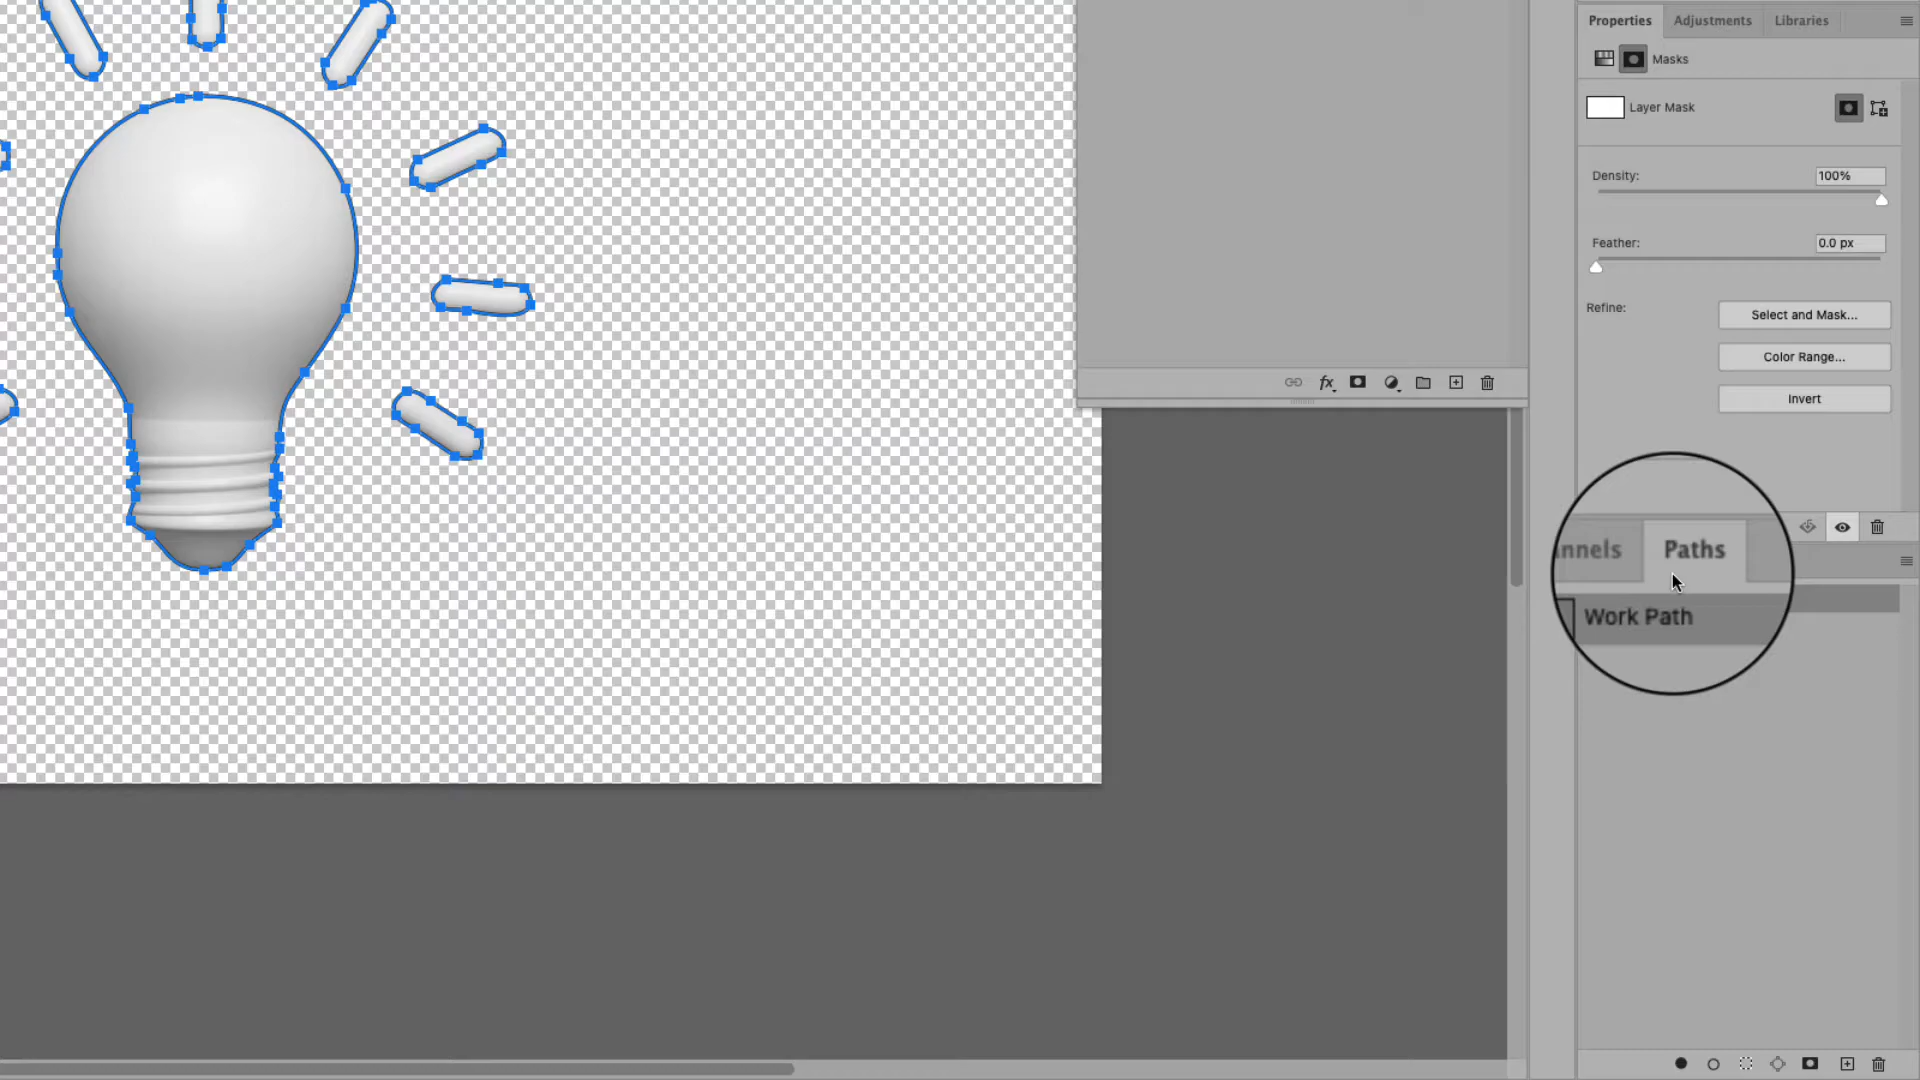 Properties Adjustments Libraries
Masks
Layer Mask
Density: 100%
Feather: 0.0 px
Refine: Select and Mask...
Color Range...
Invert
nnels Paths
Work Path
fx